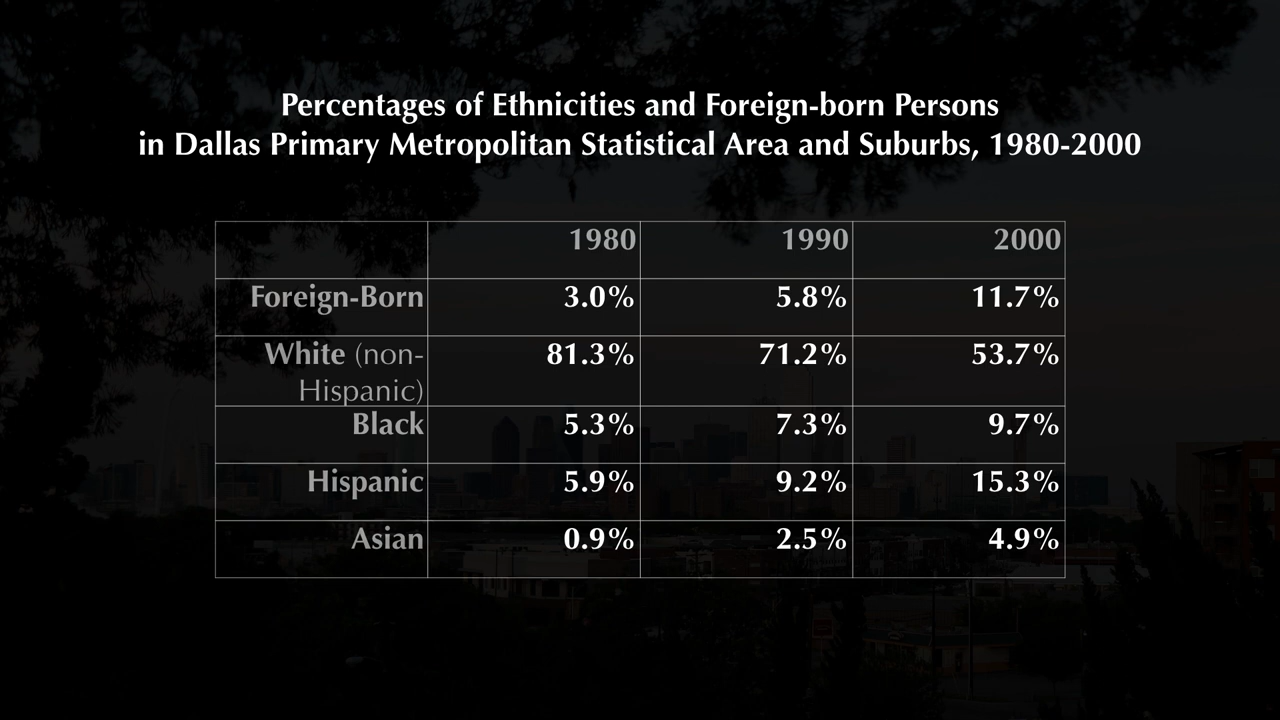 Percentages of Ethnicities and Foreign-born Persons
in Dallas Primary Metropolitan Statistical Area and Suburbs, 1980-2000
1980 1990 2000
Foreign-Born 3.0% 5.8% 11.7%
White (non- 81.3% 71.2% 53.7%
Hispanic)
Black 5.3% 7.3% 9.7%
Hispanic 5.9% 9.2% 15.3%
Asian 0.9% 2.5% 4.9%